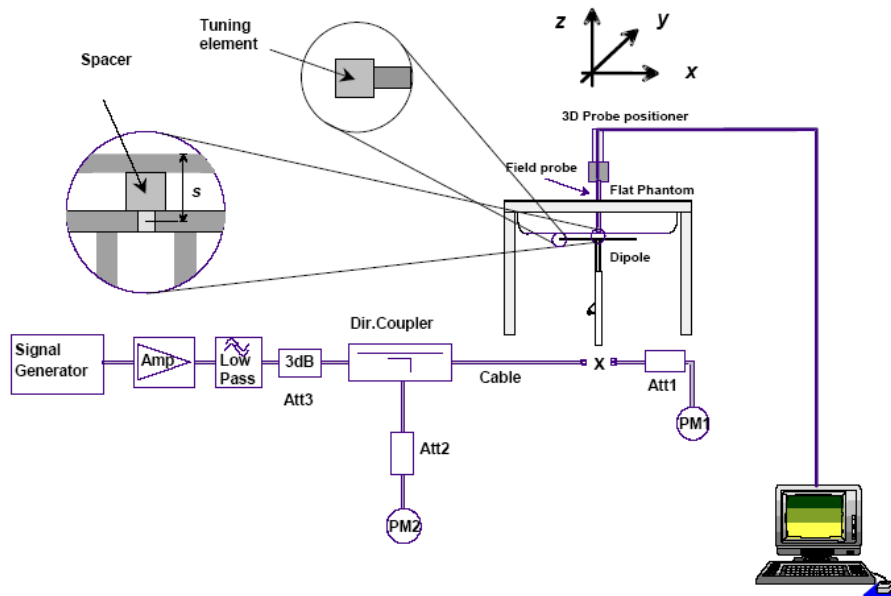 Tuning
element
z
y
x
Spacer
3D Probe positioner
s
Field probe
Flat Phantom
Dipole
Dir.Coupler
Signal
Generator
Amp
Low
Pass
3dB
Att3
Cable
X
Att1
PM1
Att2
PM2